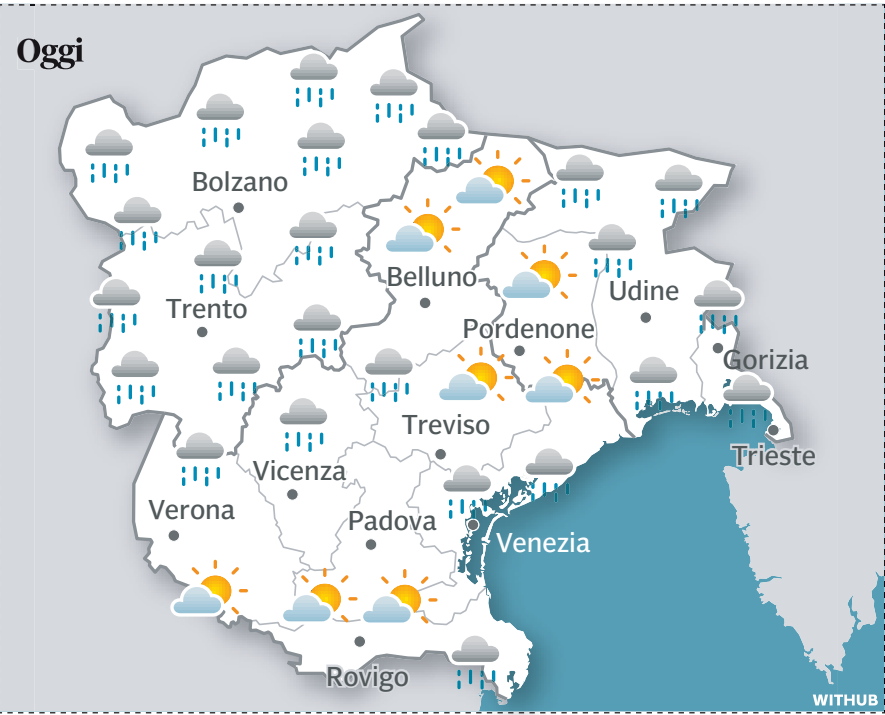 Oggi
Bolzano
Belluno
Trento
Udine
Pordenone
Gorizia
Treviso
Trieste
Vicenza
Verona
Padova
Venezia
Rovigo
WITHUB